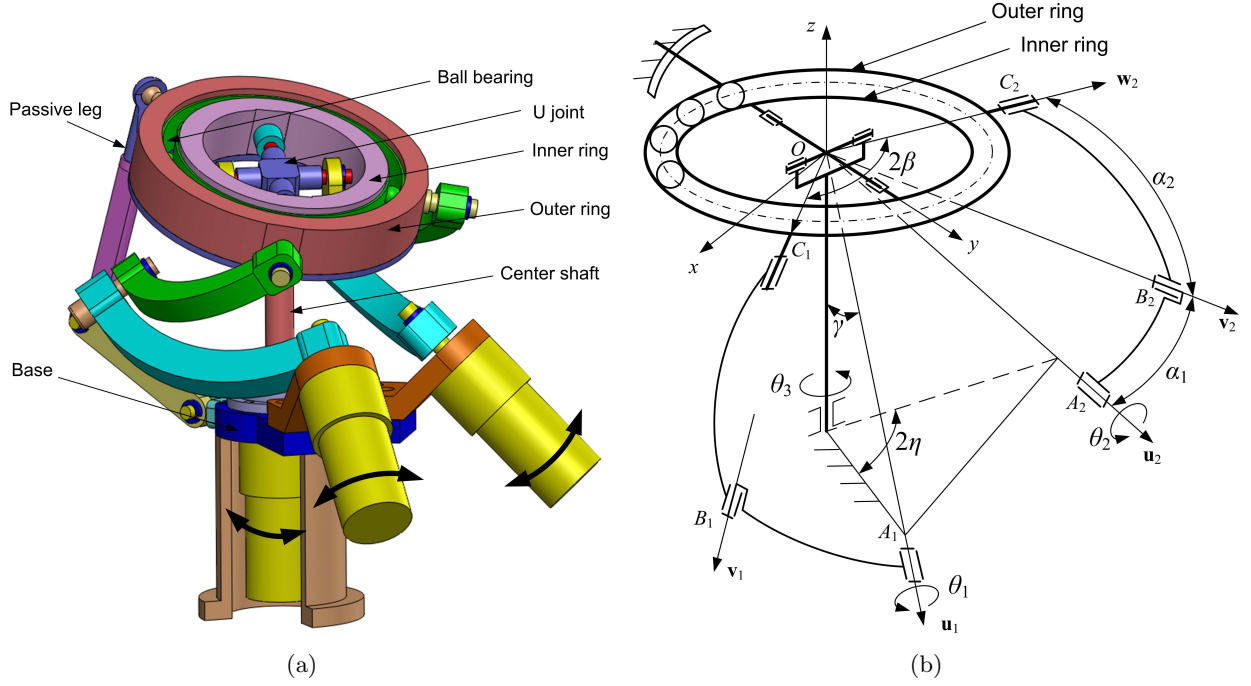 Ball bearing
Passive leg
U joint
Inner ring
Outer ring
Center shaft
Base
(a)
Outer ring
Inner ring
z
C₂
w₂
O
2β
α₂
x
y
C₁
B₂
v₂
γ
α₁
θ₃
A₂
θ₂
u₂
2η
B₁
A₁
v₁
θ₁
u₁
(b)